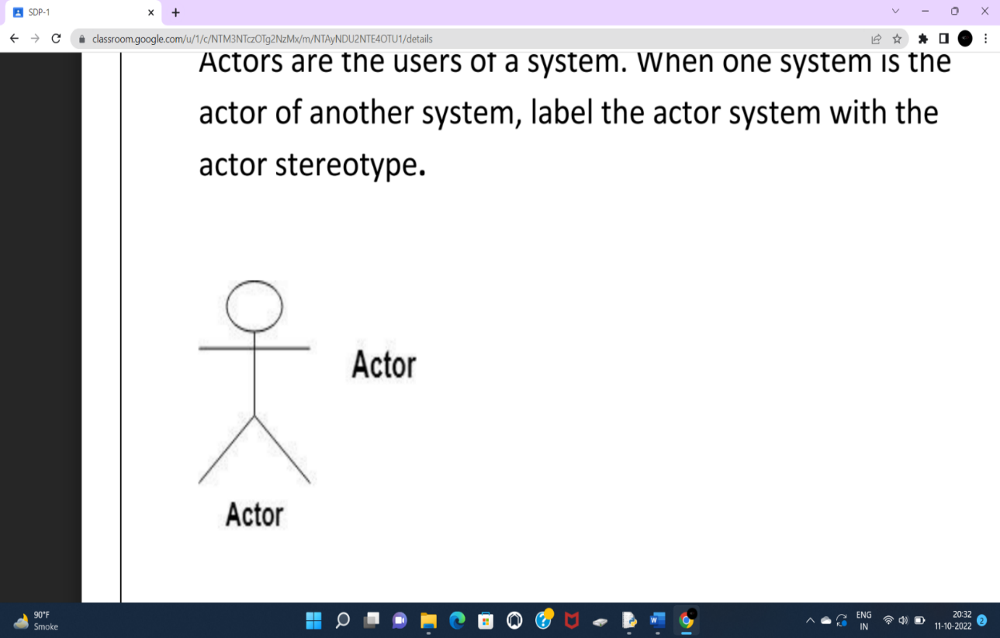 SDP-1
classroom.google.com/u/1/c/NTM3NTczOTg2NzMx/m/NTAyNDU2NTE4OTU1/details
Actors are the users of a system. When one system is the
actor of another system, label the actor system with the
actor stereotype.
Actor
Actor
90°F
Smoke
ENG
IN
20:32
11-10-2022
2